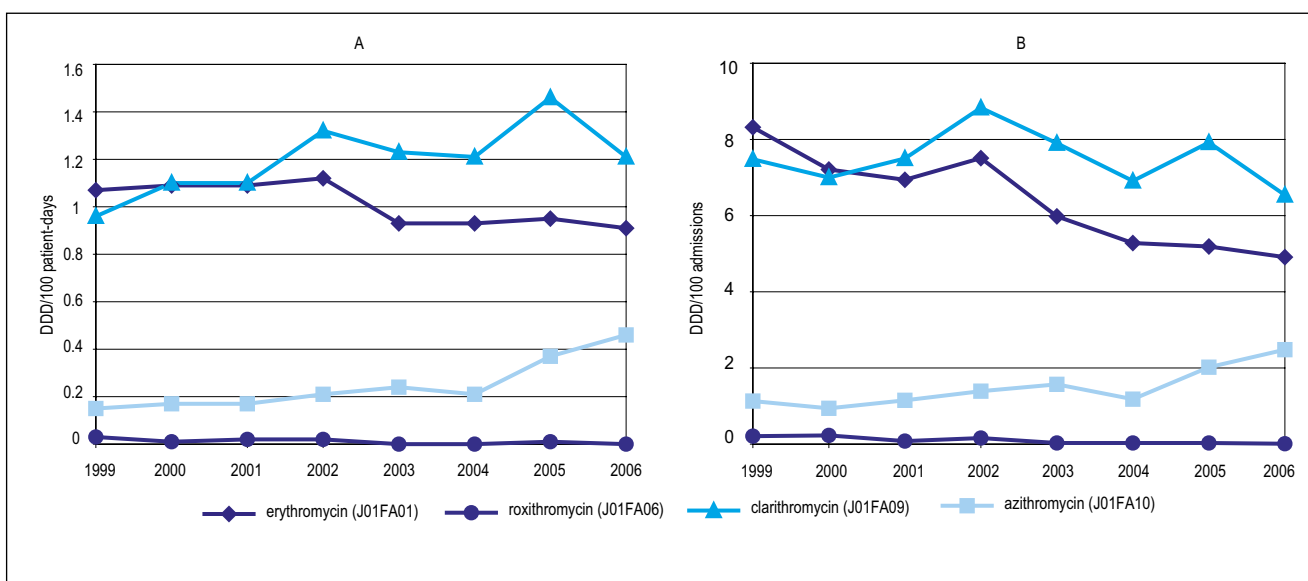 A
DDD/100 patient-days
1.6
1.4
1.2
1
0.8
0.6
0.4
0.2
0
1999 2000 2001 2002 2003 2004 2005 2006
B
DDD/100 admissions
10
8
6
4
2
0
1999 2000 2001 2002 2003 2004 2005 2006
erythromycin (J01FA01) roxithromycin (J01FA06) clarithromycin (J01FA09) azithromycin (J01FA10)